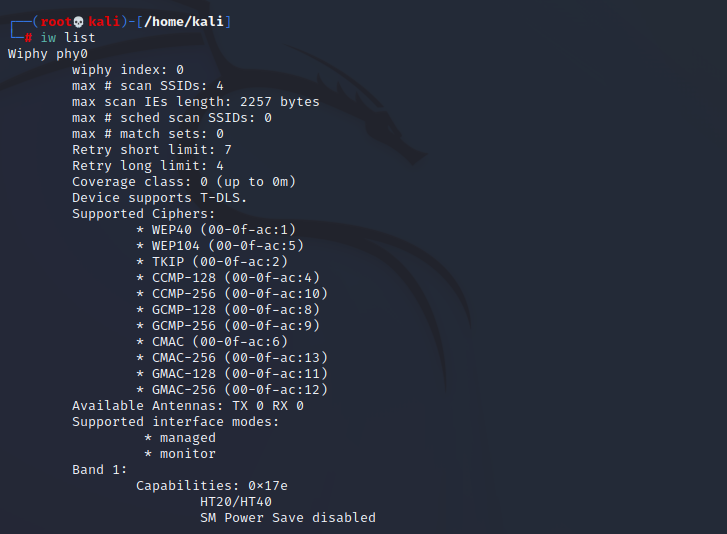 ┌──(root💀kali)-[/home/kali]
└─# iw list
Wiphy phy0
        wiphy index: 0
        max # scan SSIDs: 4
        max scan IEs length: 2257 bytes
        max # sched scan SSIDs: 0
        max # match sets: 0
        Retry short limit: 7
        Retry long limit: 4
        Coverage class: 0 (up to 0m)
        Device supports T-DLS.
        Supported Ciphers:
                * WEP40 (00-0f-ac:1)
                * WEP104 (00-0f-ac:5)
                * TKIP (00-0f-ac:2)
                * CCMP-128 (00-0f-ac:4)
                * CCMP-256 (00-0f-ac:10)
                * GCMP-128 (00-0f-ac:8)
                * GCMP-256 (00-0f-ac:9)
                * CMAC (00-0f-ac:6)
                * CMAC-256 (00-0f-ac:13)
                * GMAC-128 (00-0f-ac:11)
                * GMAC-256 (00-0f-ac:12)
        Available Antennas: TX 0 RX 0
        Supported interface modes:
                 * managed
                 * monitor
        Band 1:
                Capabilities: 0x17e
                        HT20/HT40
                        SM Power Save disabled